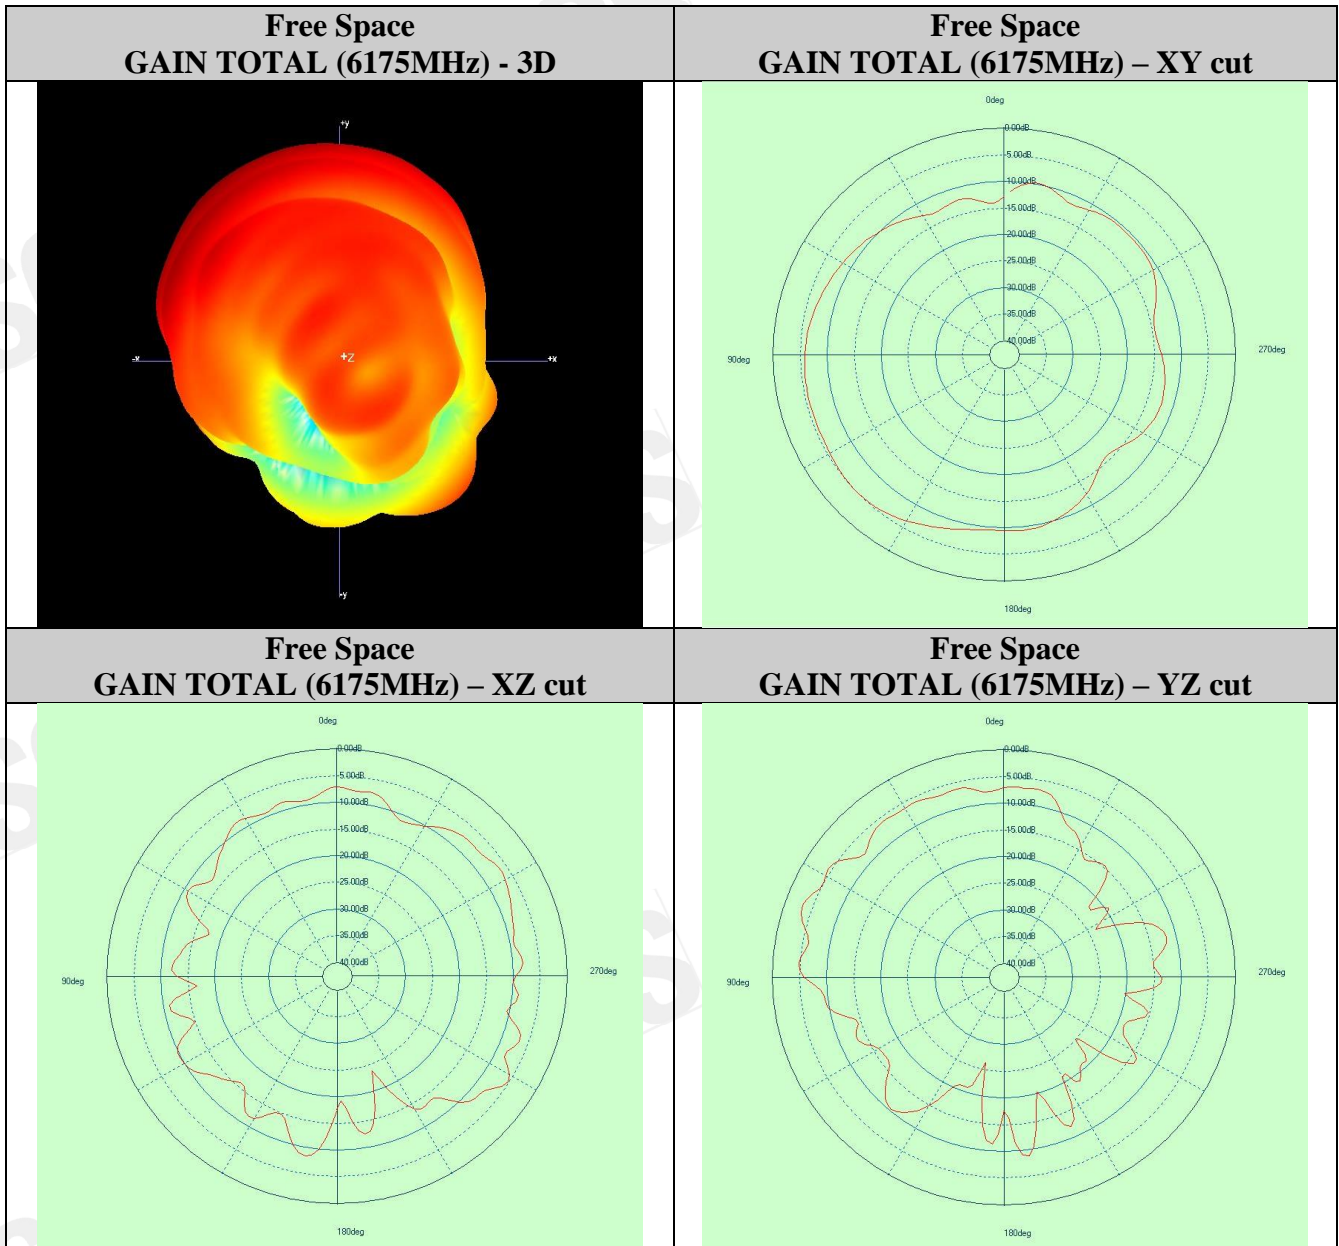 Free Space
GAIN TOTAL (6175MHz) - 3D
+y
-x
+Z
+x
-y
Free Space
GAIN TOTAL (6175MHz) – XY cut
0deg
0.00dB
-5.00dB
-10.00dB
-15.00dB
-20.00dB
-25.00dB
-30.00dB
-35.00dB
-40.00dB
90deg
270deg
180deg
Free Space
GAIN TOTAL (6175MHz) – XZ cut
0deg
0.00dB
-5.00dB
-10.00dB
-15.00dB
-20.00dB
-25.00dB
-30.00dB
-35.00dB
-40.00dB
90deg
270deg
180deg
Free Space
GAIN TOTAL (6175MHz) – YZ cut
0deg
0.00dB
-5.00dB
-10.00dB
-15.00dB
-20.00dB
-25.00dB
-30.00dB
-35.00dB
-40.00dB
90deg
270deg
180deg